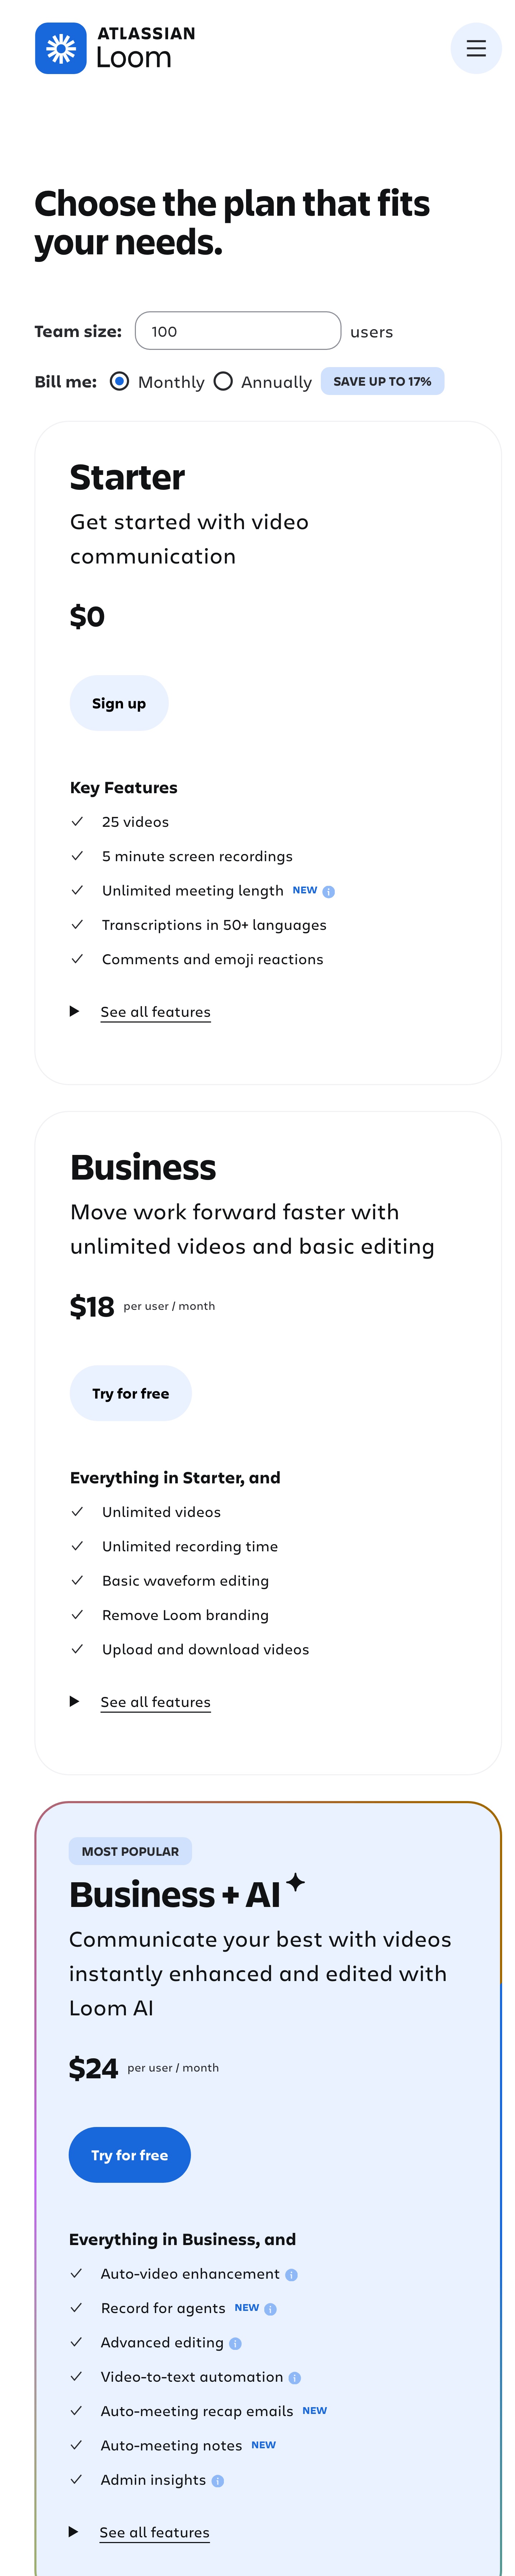 ATLASSIAN
Loom
Choose the plan that fits
your needs.
Team size: 100 users
Bill me: Monthly Annually SAVE UP TO 17%
Starter
Get started with video
communication
$0
Sign up
Key Features
25 videos
5 minute screen recordings
Unlimited meeting length NEW
Transcriptions in 50+ languages
Comments and emoji reactions
See all features
Business
Move work forward faster with
unlimited videos and basic editing
$18 per user / month
Try for free
Everything in Starter, and
Unlimited videos
Unlimited recording time
Basic waveform editing
Remove Loom branding
Upload and download videos
See all features
MOST POPULAR
Business + AI
Communicate your best with videos
instantly enhanced and edited with
Loom AI
$24 per user / month
Try for free
Everything in Business, and
Auto-video enhancement
Record for agents NEW
Advanced editing
Video-to-text automation
Auto-meeting recap emails NEW
Auto-meeting notes NEW
Admin insights
See all features